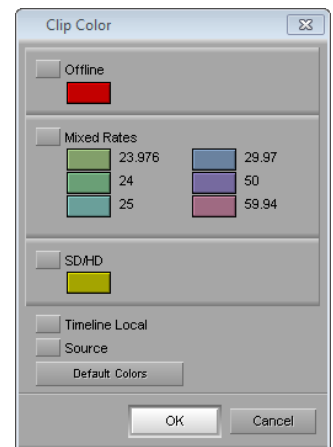 Clip Color
Offline
Mixed Rates
23.976 29.97
24 50
25 59.94
SD/HD
Timeline Local
Source
Default Colors
OK Cancel